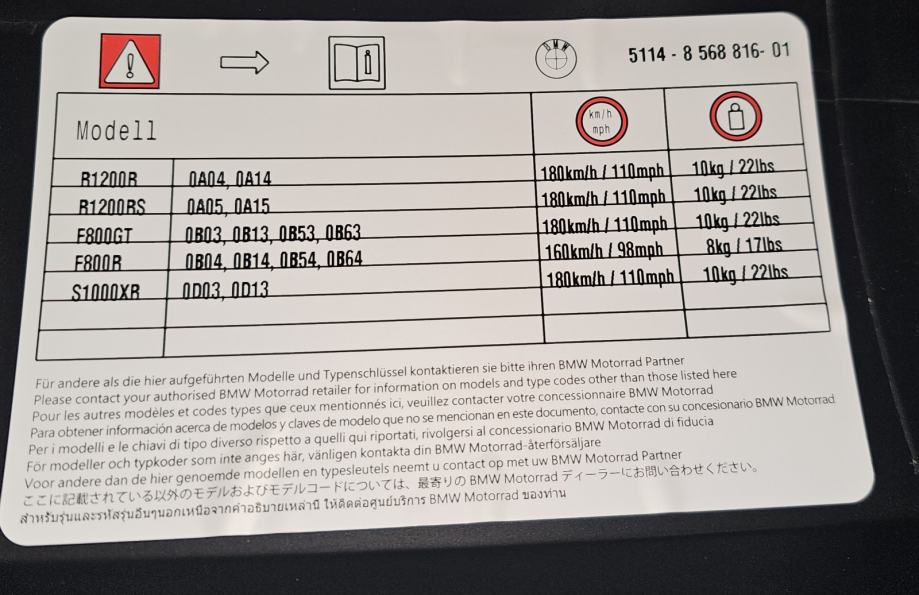 BMW
5114 - 8 568 816- 01
Modell
km/h
mph
R1200R 0A04, 0A14 180km/h / 110mph 10kg / 22lbs
R1200RS 0A05, 0A15 180km/h / 110mph 10kg / 22lbs
F800GT 0B03, 0B13, 0B53, 0B63 180km/h / 110mph 10kg / 22lbs
F800R 0B04, 0B14, 0B54, 0B64 160km/h / 98mph 8kg / 17lbs
S1000XR 0D03, 0D13 180km/h / 110mph 10kg / 22lbs
Für andere als die hier aufgeführten Modelle und Typenschlüssel kontaktieren sie bitte ihren BMW Motorrad Partner
Please contact your authorised BMW Motorrad retailer for information on models and type codes other than those listed here
Pour les autres modèles et codes types que ceux mentionnés ici, veuillez contacter votre concessionnaire BMW Motorrad
Para obtener información acerca de modelos y claves de modelo que no se mencionan en este documento, contacte con su concesionario BMW Motorrad
Per i modelli e le chiavi di tipo diverso rispetto a quelli qui riportati, rivolgersi al concessionario BMW Motorrad di fiducia
För modeller och typkoder som inte anges här, vänligen kontakta din BMW Motorrad-återförsäljare
Voor andere dan de hier genoemde modellen en typesleutels neemt u contact op met uw BMW Motorrad Partner
ここに記載されている以外のモデルおよびモデルコードについては、最寄りの BMW Motorrad ディーラーにお問い合わせください。
สำหรับรุ่นและรหัสรุ่นอื่นๆนอกเหนือจากคำอธิบายเหล่านี้ ให้ติดต่อศูนย์บริการ BMW Motorrad ของท่าน